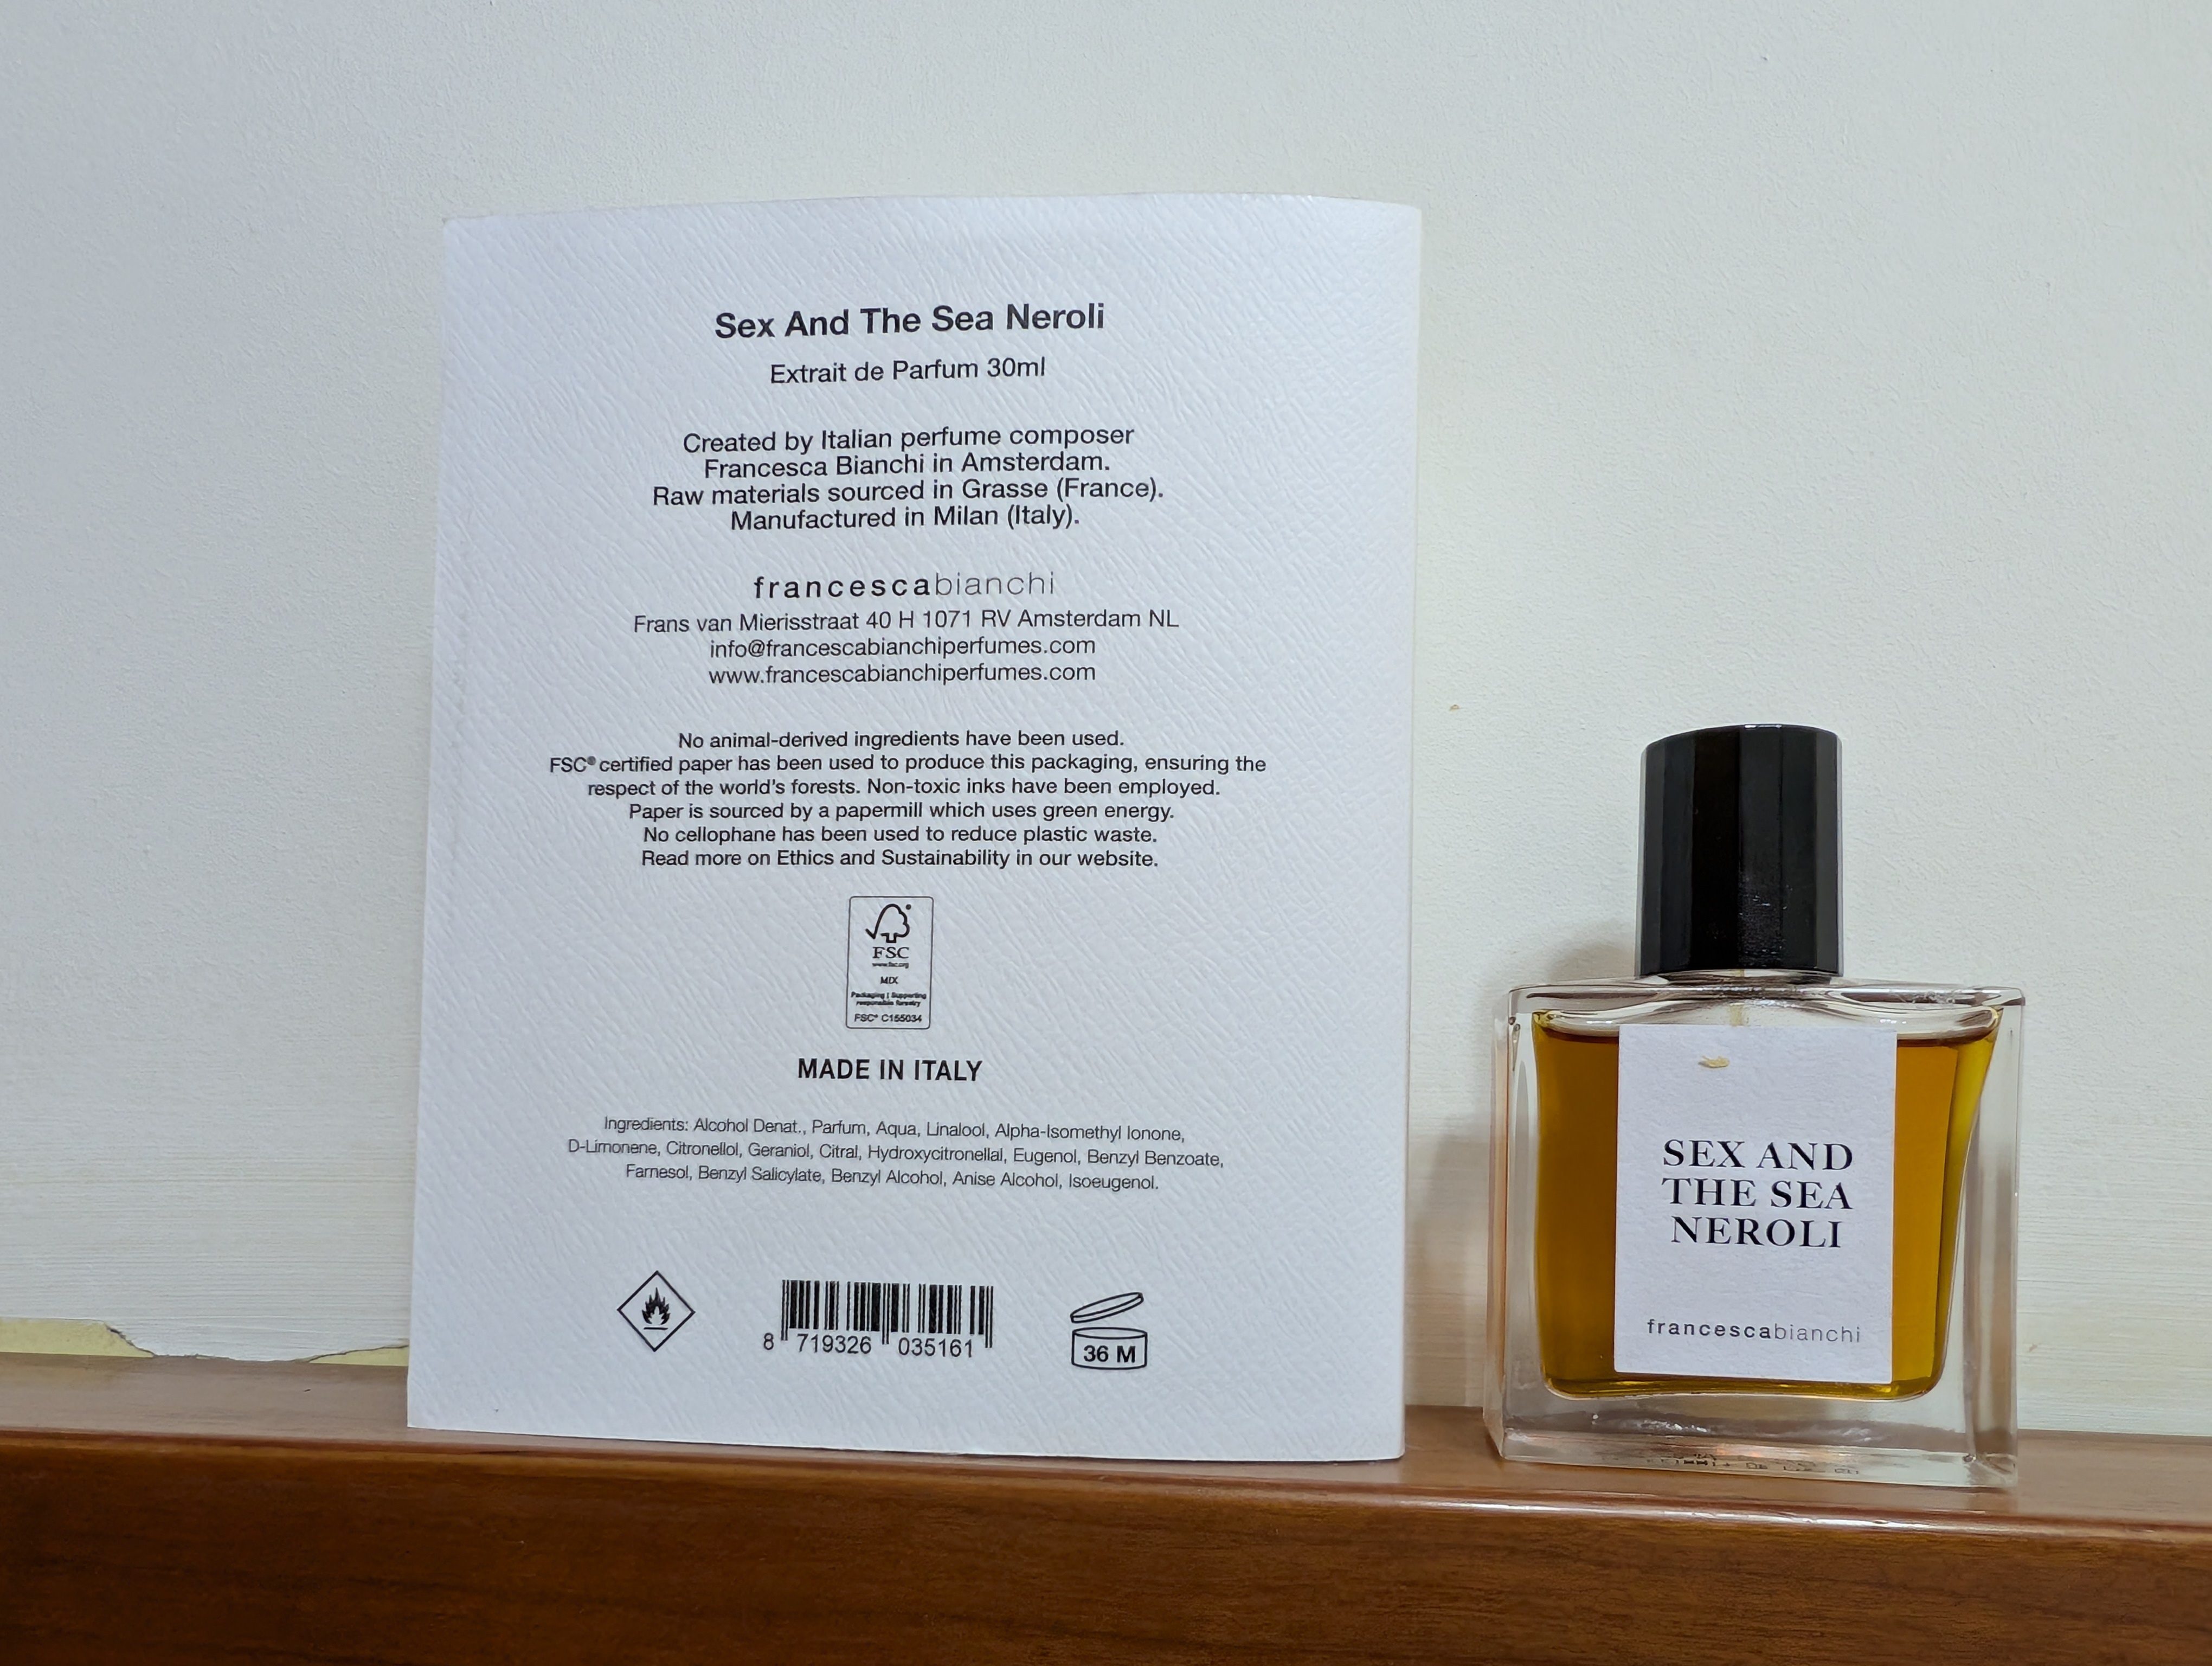 Sex And The Sea Neroli
Extrait de Parfum 30ml
Created by Italian perfume composer
Francesca Bianchi in Amsterdam.
Raw materials sourced in Grasse (France).
Manufactured in Milan (Italy).
francescabianchi
Frans van Mierisstraat 40 H 1071 RV Amsterdam NL
info@francescabianchiperfumes.com
www.francescabianchiperfumes.com
No animal-derived ingredients have been used.
FSC® certified paper has been used to produce this packaging, ensuring the
respect of the world's forests. Non-toxic inks have been employed.
Paper is sourced by a papermill which uses green energy.
No cellophane has been used to reduce plastic waste.
Read more on Ethics and Sustainability in our website.
FSC
www.fsc.org
MIX
Packaging | Supporting
responsible forestry
FSC® C155034
MADE IN ITALY
Ingredients: Alcohol Denat., Parfum, Aqua, Linalool, Alpha-Isomethyl Ionone,
D-Limonene, Citronellol, Geraniol, Citral, Hydroxycitronellal, Eugenol, Benzyl Benzoate,
Farnesol, Benzyl Salicylate, Benzyl Alcohol, Anise Alcohol, Isoeugenol.
8 719326 035161
36 M
SEX AND
THE SEA
NEROLI
francescabianchi